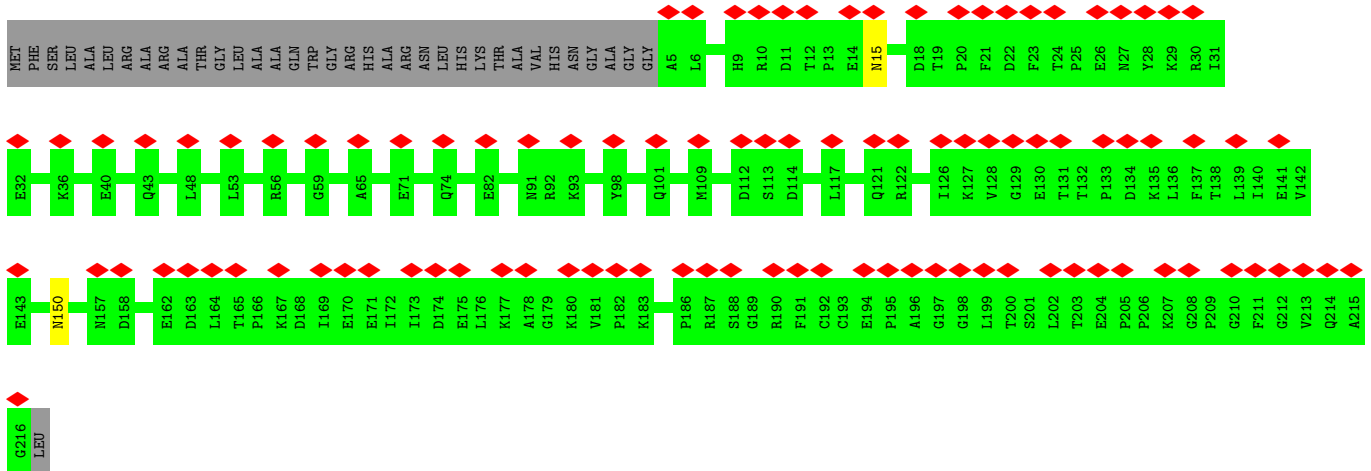 MET PHE SER LEU ALA LEU ARG ALA ARG ALA THR GLY LEU ALA ALA GLN TRP GLY ARG HIS ALA ARG ASN LEU HIS LYS THR ALA VAL HIS ASN GLY ALA GLY GLY A5 L6 H9 R10 D11 T12 P13 E14 N15 D18 T19 P20 F21 D22 F23 T24 P25 E26 N27 Y28 K29 R30 I31
E32 K36 E40 Q43 L48 L53 R56 G59 A65 E71 Q74 E82 N91 R92 K93 Y98 Q101 M109 D112 S113 D114 L117 Q121 R122 I126 K127 V128 G129 E130 T131 T132 P133 D134 K135 L136 F137 T138 L139 I140 E141 V142
E143 N150 N157 D158 E162 D163 L164 T165 P166 K167 D168 I169 E170 E171 I172 I173 D174 E175 L176 K177 A178 G179 K180 V181 P182 K183 P186 R187 S188 G189 R190 F191 C192 C193 E194 P195 A196 G197 G198 L199 T200 S201 L202 T203 E204 P205 P206 K207 G208 P209 G210 F211 G212 V213 Q214 A215
G216 LEU